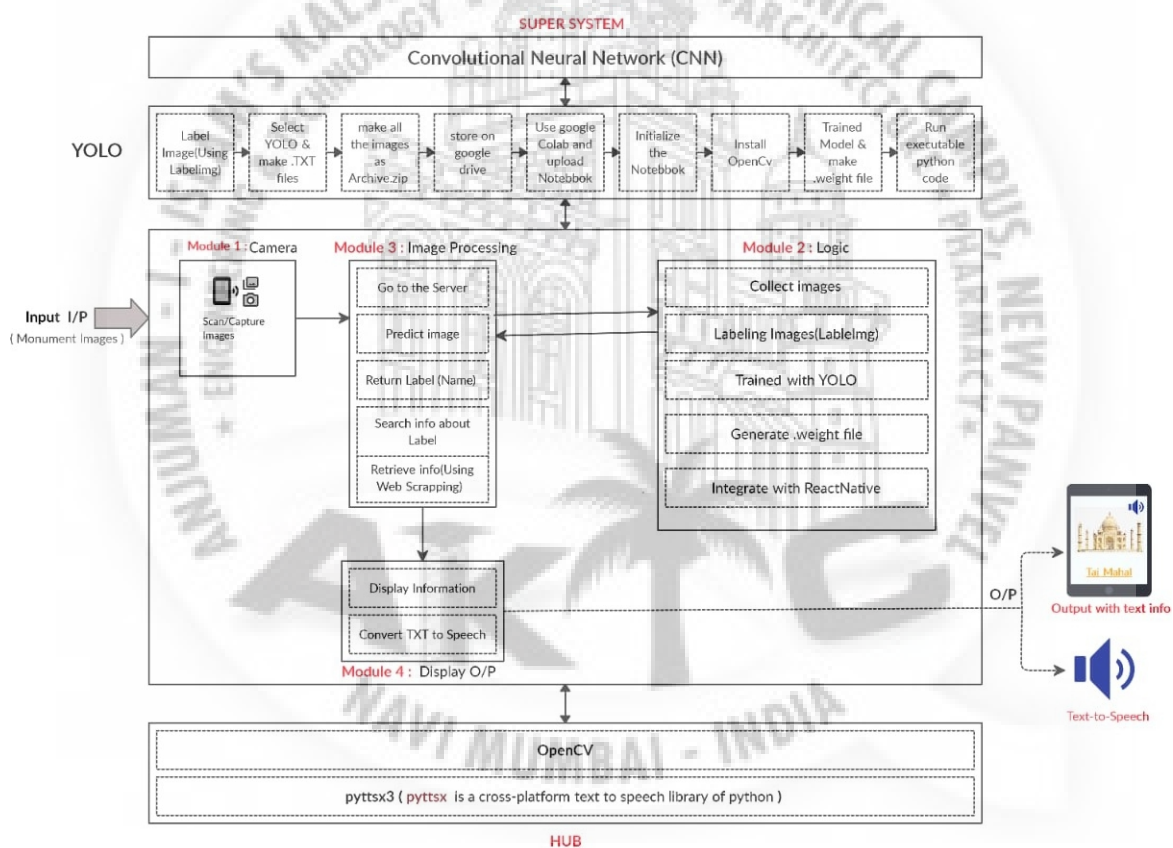 SUPER SYSTEM
Convolutional Neural Network (CNN)
YOLO
Label
Image(Using
Labelimg)
Select
YOLO &
make .TXT
files
make all
the images
as
Archive.zip
store on
google
drive
Use google
Colab and
upload
Notebbok
Initialize
the
Notebbok
Install
OpenCv
Trained
Model &
make
.weight file
Run
executable
python
code
Module 1 : Camera
Scan/Capture
Images
Input I/P
( Monument Images )
Module 3 : Image Processing
Go to the Server
Predict image
Return Label (Name)
Search info about
Label
Retrieve info(Using
Web Scrapping)
Module 2 : Logic
Collect images
Labeling Images(LableImg)
Trained with YOLO
Generate .weight file
Integrate with ReactNative
Display Information
Convert TXT to Speech
Module 4 : Display O/P
O/P
Taj Mahal
Output with text info
Text-to-Speech
OpenCV
pyttsx3 ( pyttsx is a cross-platform text to speech library of python )
HUB
AKTC
NAVI MUMBAI - INDIA